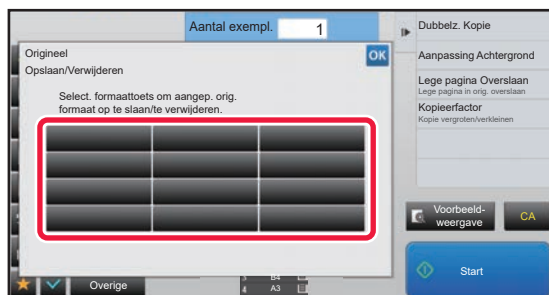 Aantal exempl. 1
Origineel
OK
Opslaan/Verwijderen
Select. formaattoets om aangep. orig.
formaat op te slaan/te verwijderen.
Dubbelz. Kopie
Aanpassing Achtergrond
Lege pagina Overslaan
Lege pagina in orig. overslaan
Kopieerfactor
Kopie vergroten/verkleinen
Voorbeeld-
weergave
CA
Start
Overige
3 B4
4 A3